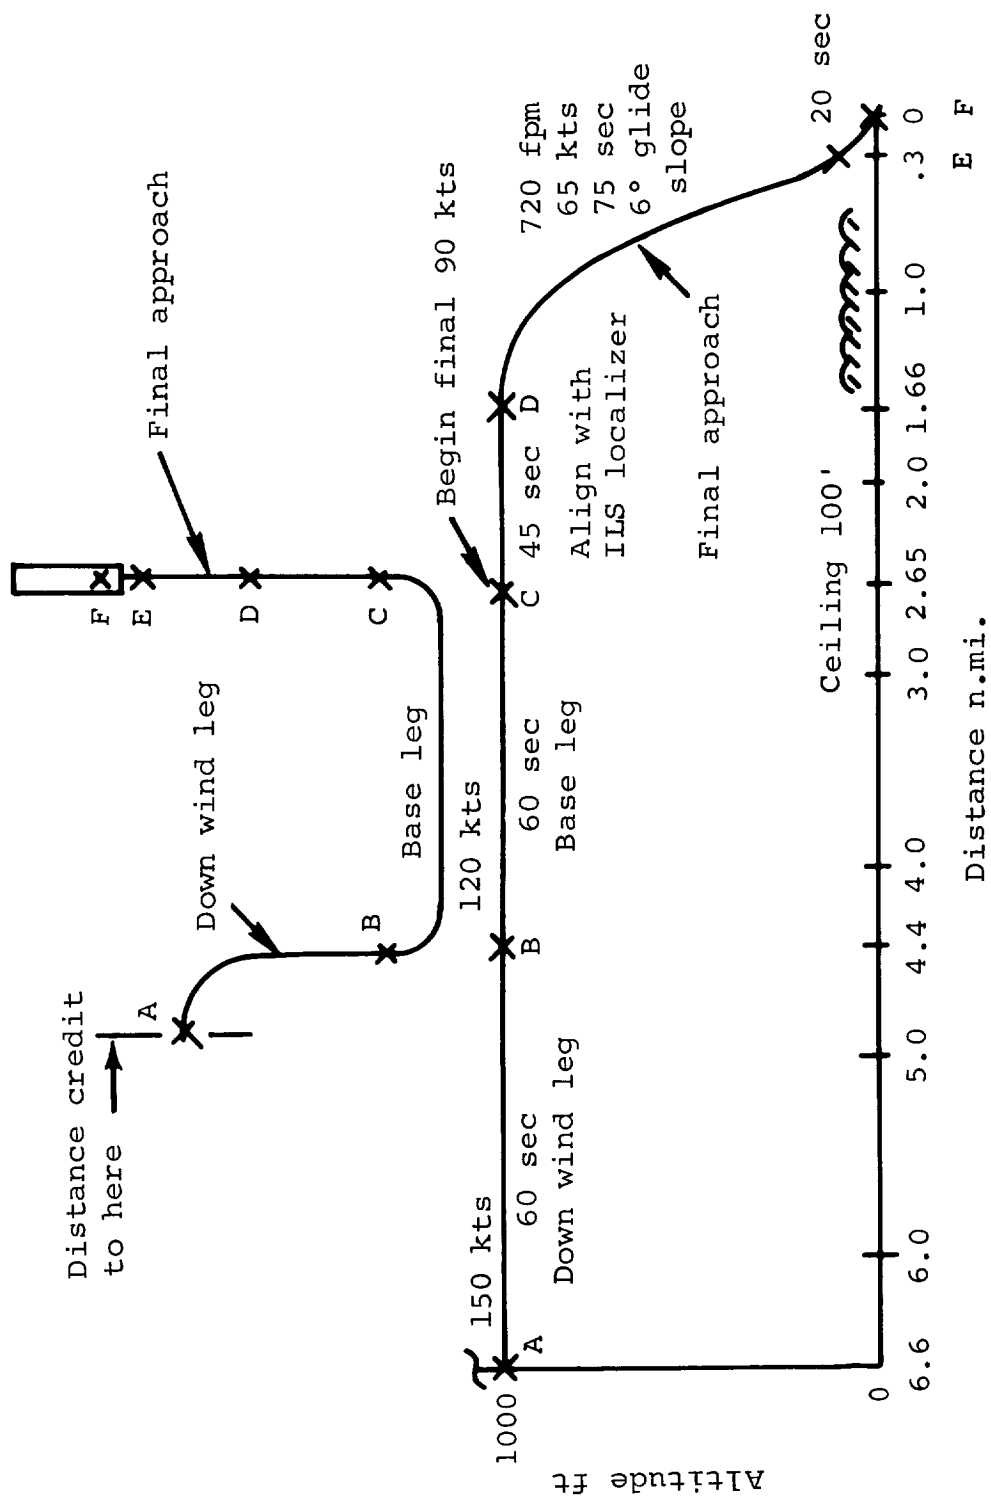 Distance credit
to here
A
Down wind leg
B
Base leg
Final approach
F
E
D
C
Begin final 90 kts
150 kts
120 kts
1000
A
60 sec
Down wind leg
B
60 sec
Base leg
C
45 sec
D
Align with
ILS localizer
Final approach
720 fpm
65 kts
75 sec
6° glide
slope
20 sec
Ceiling 100'
Altitude ft
0
6.6
6.0
5.0
4.4
4.0
3.0
2.65
2.0
1.66
1.0
.3
0
E
F
Distance n.mi.